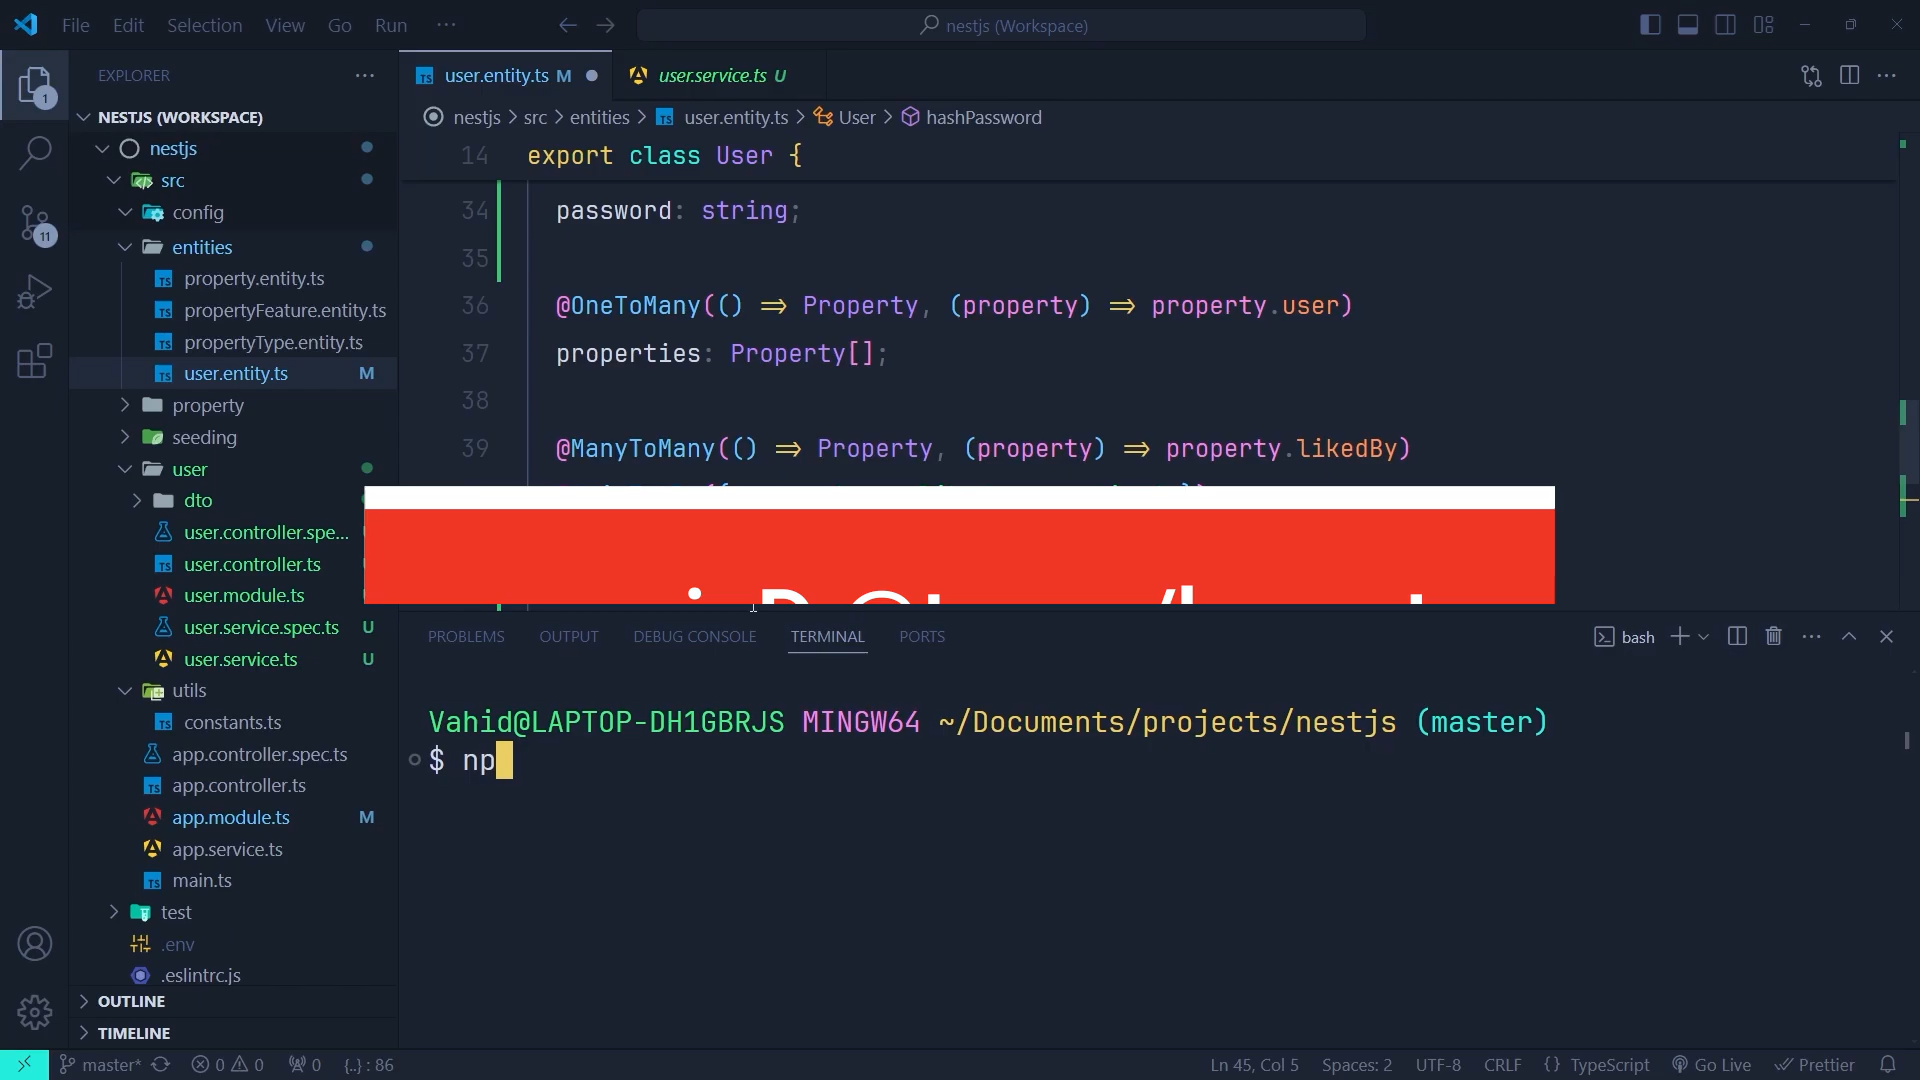 File Edit Selection View Go Run ··· nestjs (Workspace)
EXPLORER ···
NESTJS (WORKSPACE)
nestjs
src
config
entities
property.entity.ts
propertyFeature.entity.ts
propertyType.entity.ts
user.entity.ts M
property
seeding
user
dto
user.controller.spe...
user.controller.ts
user.module.ts
user.service.spec.ts U
user.service.ts U
utils
constants.ts
app.controller.spec.ts
app.controller.ts
app.module.ts M
app.service.ts
main.ts
test
.env
.eslintrc.js
OUTLINE
TIMELINE
1
11
user.entity.ts M user.service.ts U
nestjs > src > entities > user.entity.ts > User > hashPassword
14 export class User {
34 password: string;
35
36 @OneToMany(() => Property, (property) => property.user)
37 properties: Property[];
38
39 @ManyToMany(() => Property, (property) => property.likedBy)
PROBLEMS OUTPUT DEBUG CONSOLE TERMINAL PORTS bash
Vahid@LAPTOP-DH1GBRJS MINGW64 ~/Documents/projects/nestjs (master)
$ np
master* 0 0 0 {..} : 86 Ln 45, Col 5 Spaces: 2 UTF-8 CRLF {} TypeScript Go Live Prettier